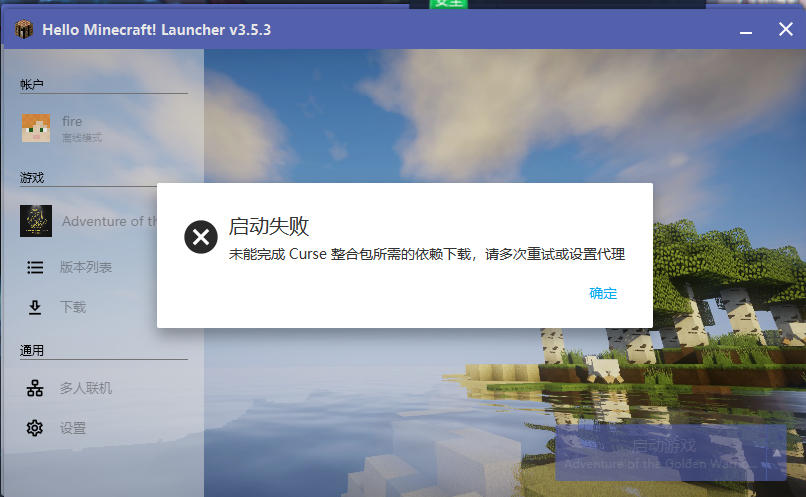 安全
Hello Minecraft! Launcher v3.5.3
帐户
fire
离线模式
游戏
Adventure of th
版本列表
下载
通用
多人联机
设置
启动失败
未能完成 Curse 整合包所需的依赖下载，请多次重试或设置代理
确定
启动游戏
Adventure of the Golden